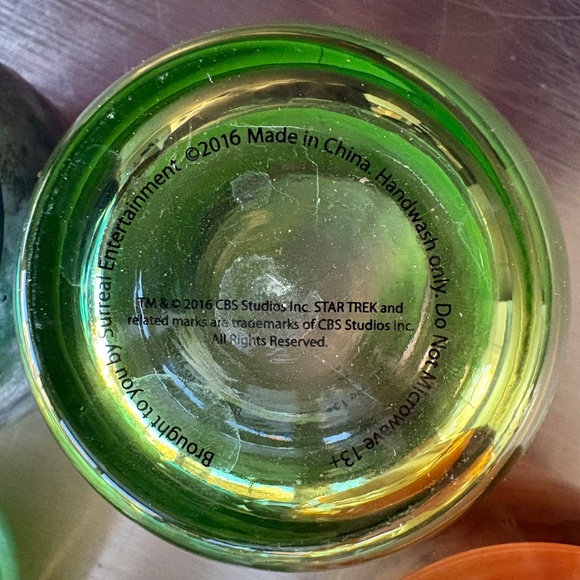 Brought to you by Surreal Entertainment ©2016 Made in China. Handwash only. Do Not Microwave 13+
TM & © 2016 CBS Studios Inc. STAR TREK and
related marks are trademarks of CBS Studios Inc.
All Rights Reserved.